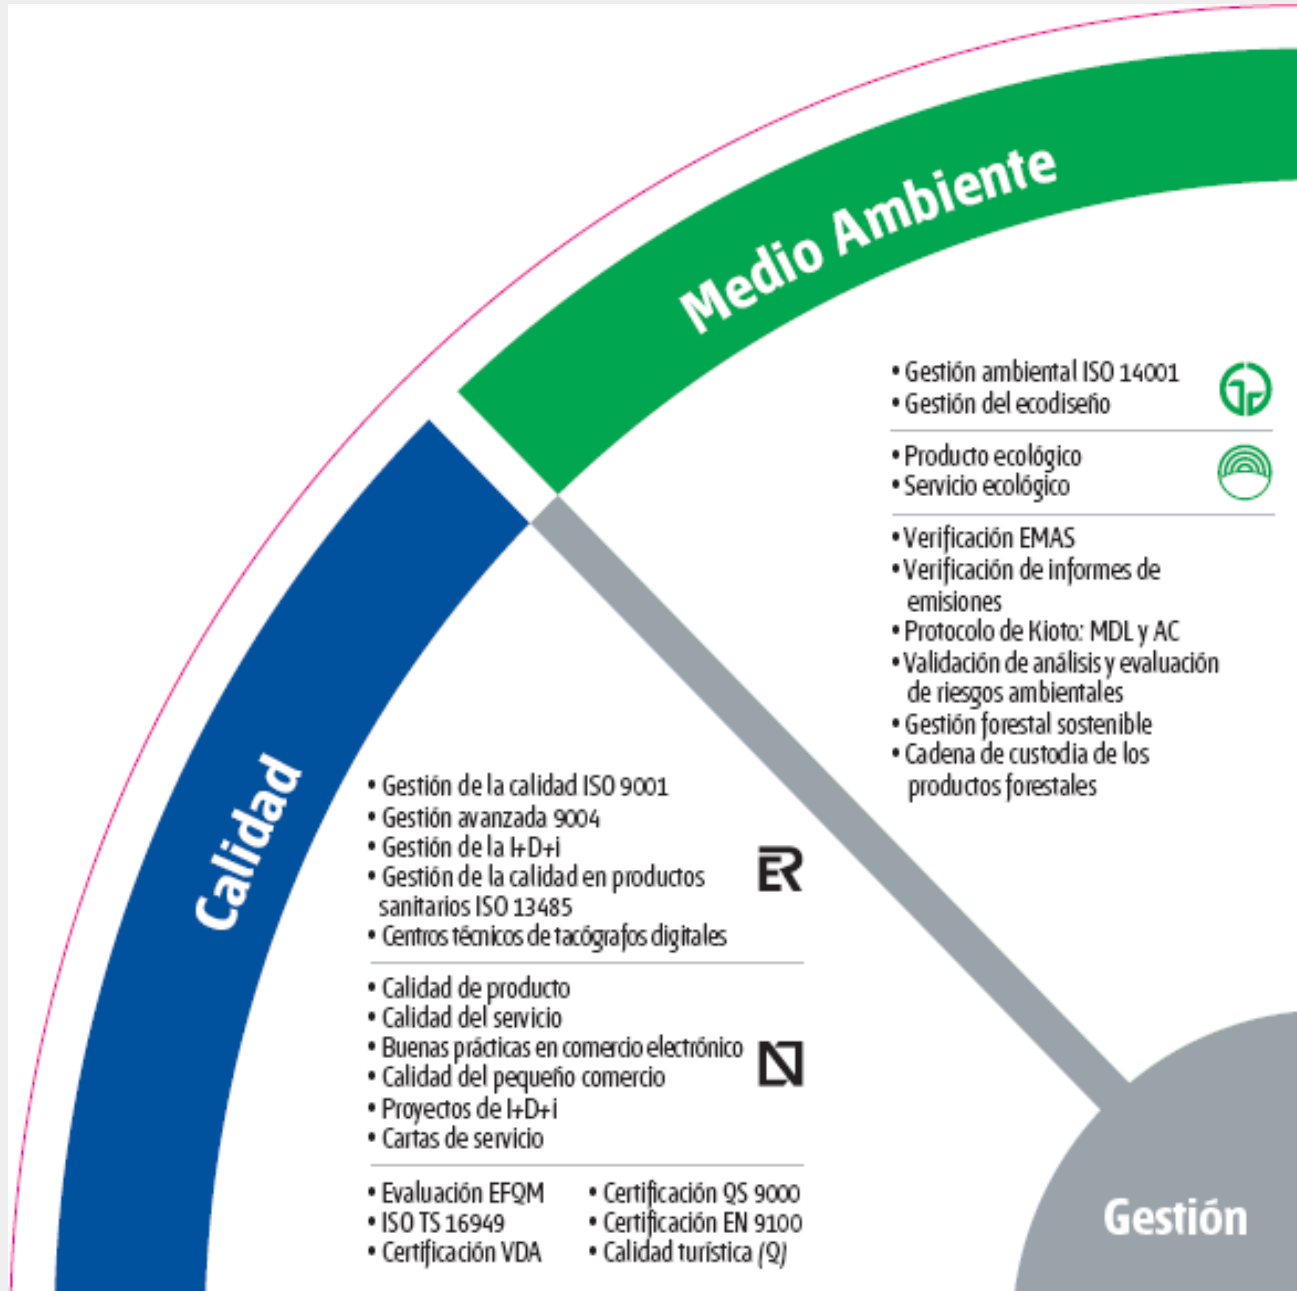 Medio Ambiente
• Gestión ambiental ISO 14001
• Gestión del ecodiseño
• Producto ecológico
• Servicio ecológico
• Verificación EMAS
• Verificación de informes de
emisiones
• Protocolo de Kioto: MDL y AC
• Validación de análisis y evaluación
de riesgos ambientales
• Gestión forestal sostenible
• Cadena de custodia de los
productos forestales
Calidad
• Gestión de la calidad ISO 9001
• Gestión avanzada 9004
• Gestión de la I+D+i
• Gestión de la calidad en productos
sanitarios ISO 13485
• Centros técnicos de tacógrafos digitales
ER
• Calidad de producto
• Calidad del servicio
• Buenas prácticas en comercio electrónico
• Calidad del pequeño comercio
• Proyectos de I+D+i
• Cartas de servicio
N
• Evaluación EFQM
• ISO TS 16949
• Certificación VDA
• Certificación QS 9000
• Certificación EN 9100
• Calidad turística (Q)
Gestión